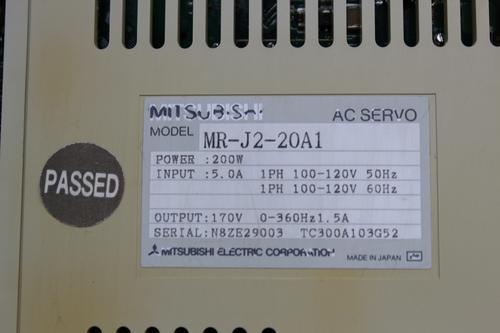 MITSUBISHI AC SERVO
MODEL MR-J2-20A1
POWER :200W
INPUT :5.0A 1PH 100-120V 50Hz
1PH 100-120V 60Hz
OUTPUT:170V 0-360Hz1.5A
SERIAL:N8ZE29003 TC300A103G52
MITSUBISHI ELECTRIC CORPORATION MADE IN JAPAN
PASSED